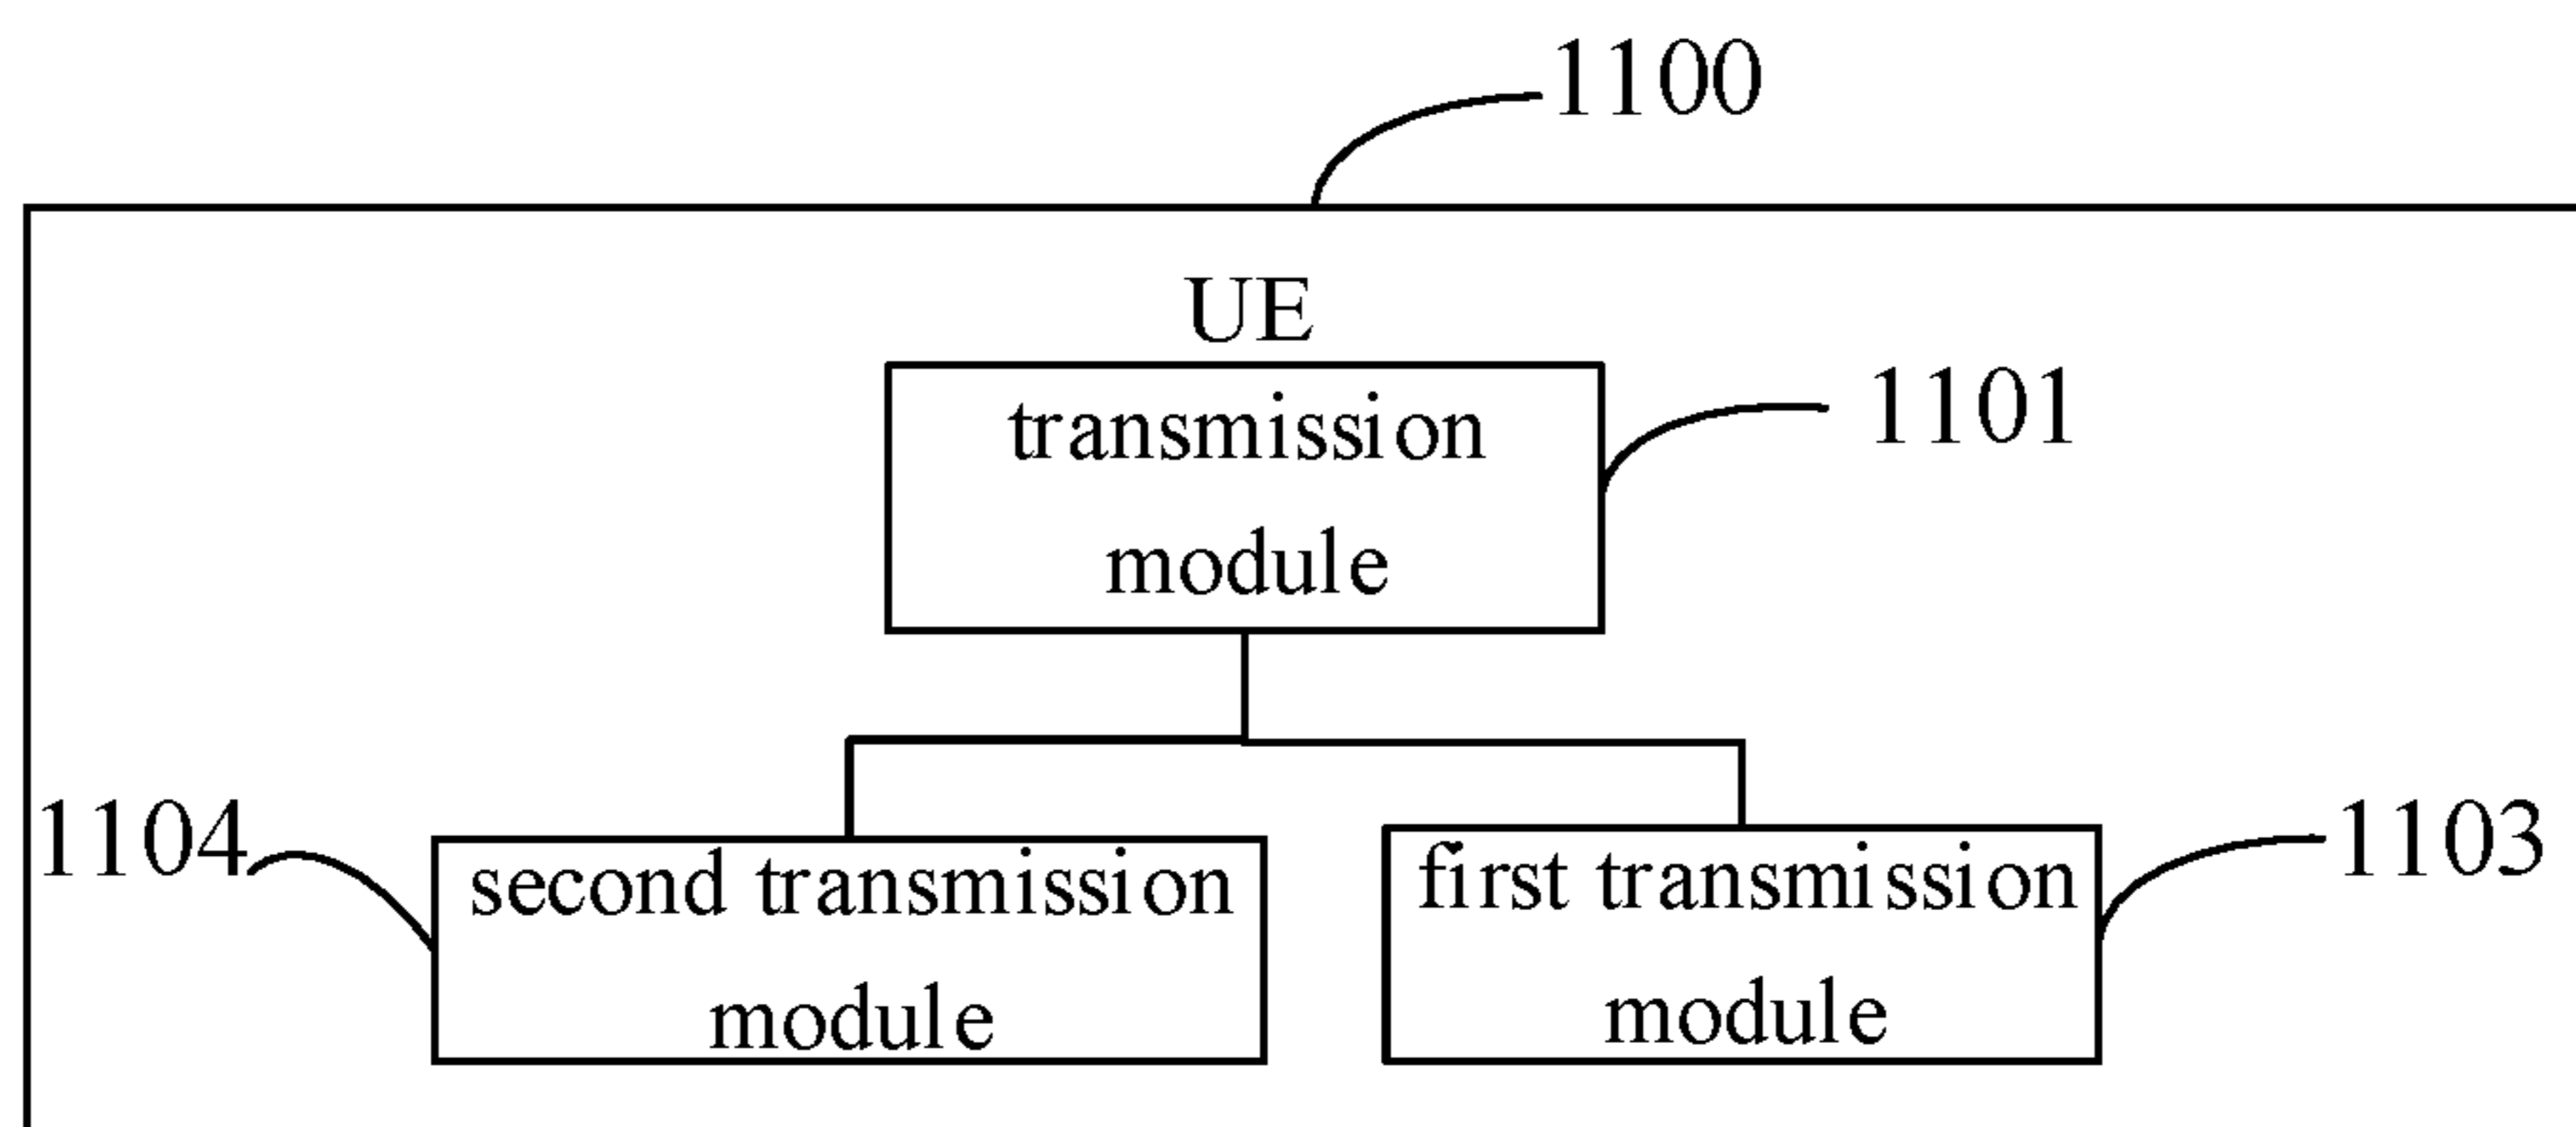 1100
UE
transmission
module
1101
1104
second transmission
module
first transmission
module
1103